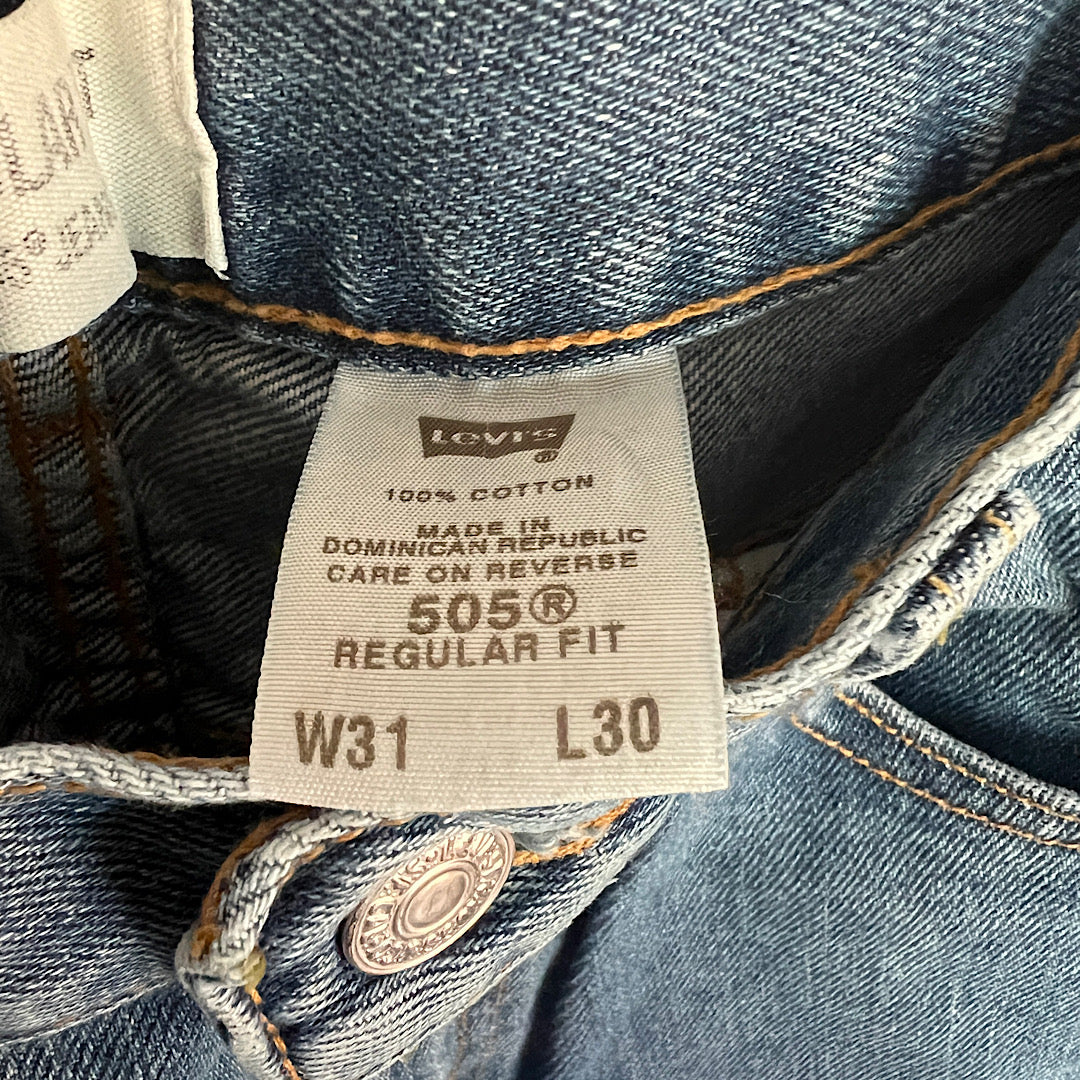 Levi's®
100% COTTON
MADE IN
DOMINICAN REPUBLIC
CARE ON REVERSE
505®
REGULAR FIT
W31 L30